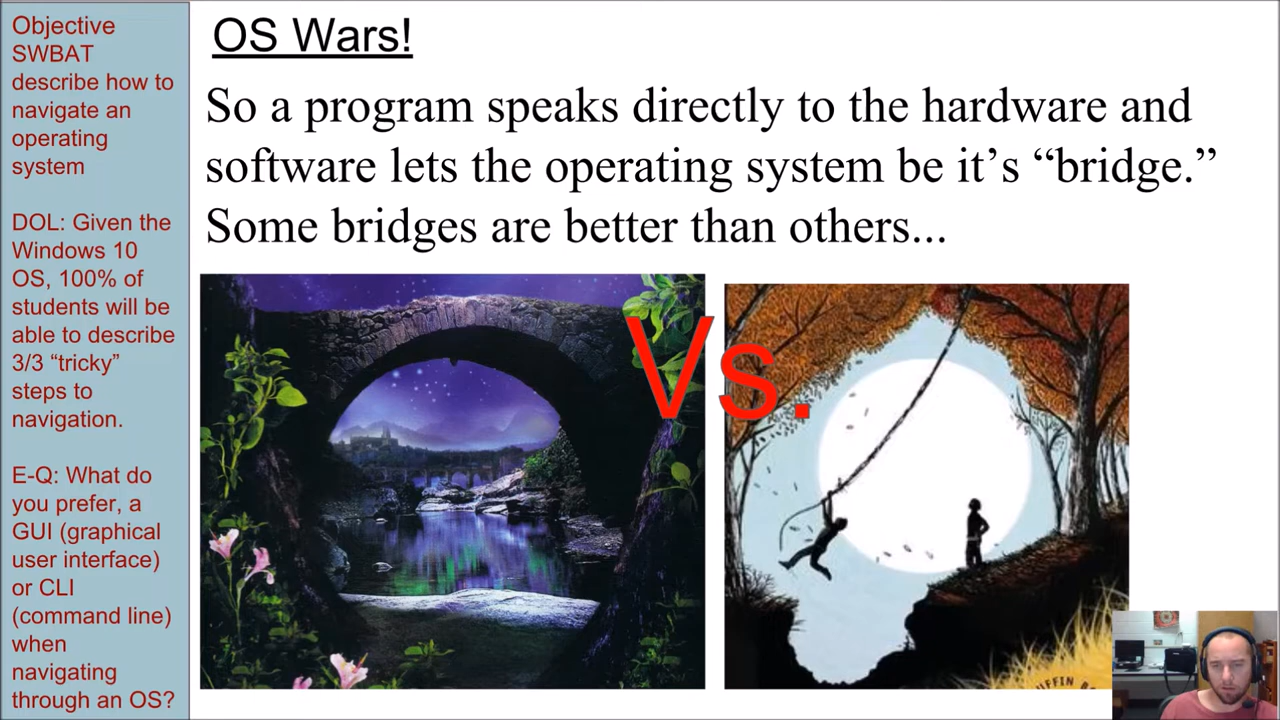 Objective
SWBAT
describe how to
navigate an
operating
system
DOL: Given the
Windows 10
OS, 100% of
students will be
able to describe
3/3 “tricky”
steps to
navigation.
E-Q: What do
you prefer, a
GUI (graphical
user interface)
or CLI
(command line)
when
navigating
through an OS?
OS Wars!
So a program speaks directly to the hardware and
software lets the operating system be it’s “bridge.”
Some bridges are better than others...
Vs.